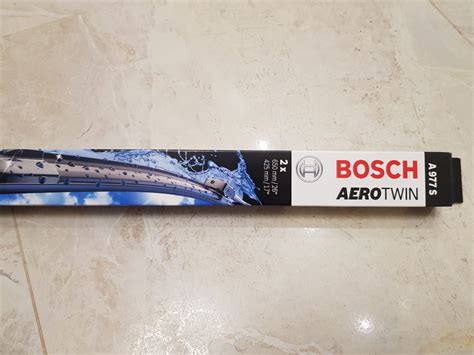 2 x
650 mm / 26"
425 mm / 17"
BOSCH
AEROTWIN
A 977 S